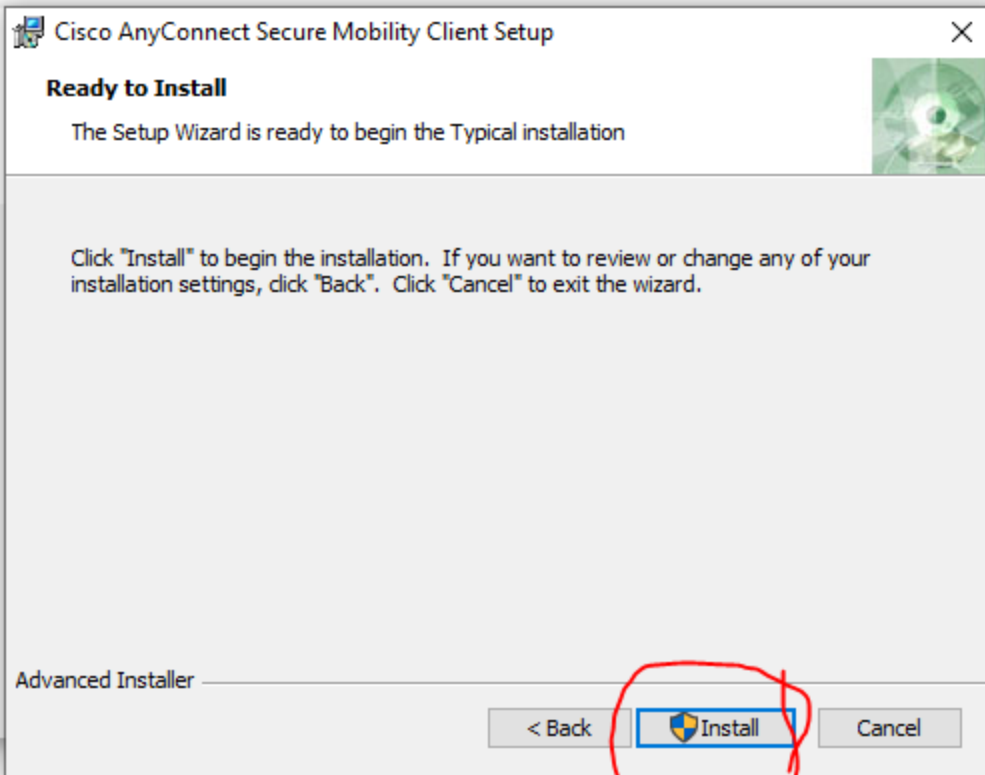 Cisco AnyConnect Secure Mobility Client Setup
Ready to Install
The Setup Wizard is ready to begin the Typical installation
Click "Install" to begin the installation.  If you want to review or change any of your
installation settings, click "Back".  Click "Cancel" to exit the wizard.
Advanced Installer
< Back Install Cancel